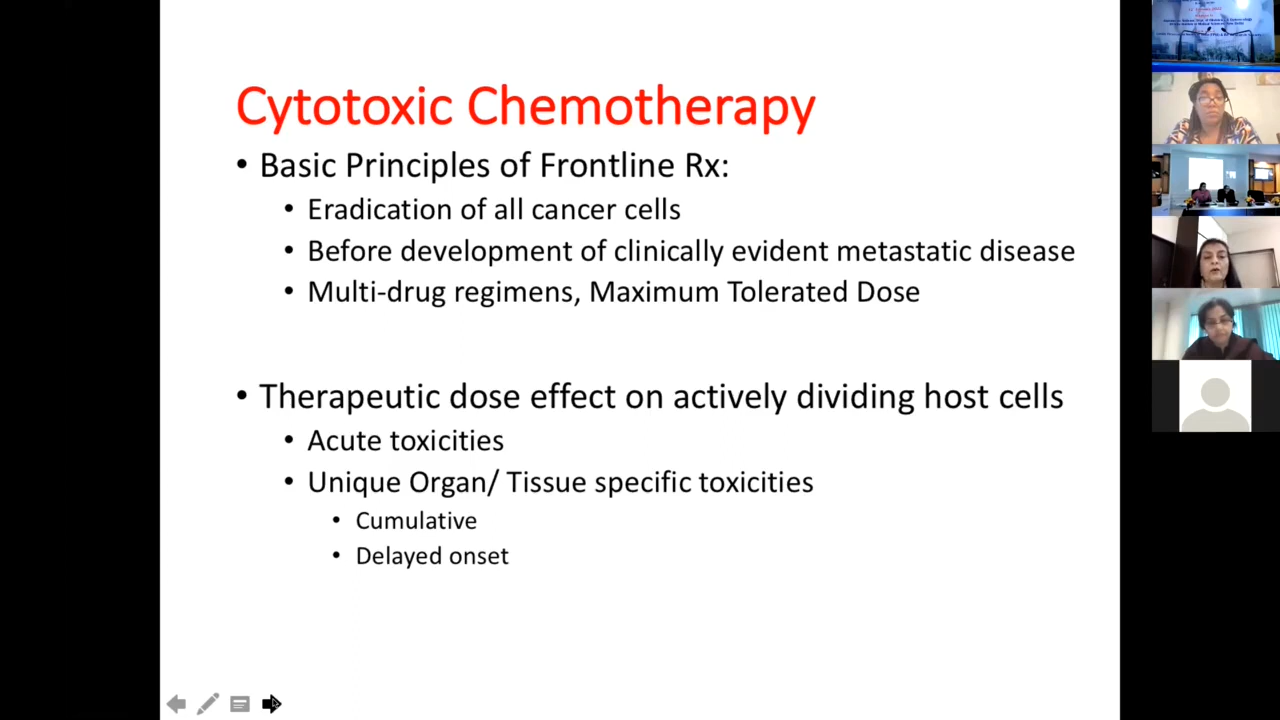 Cytotoxic Chemotherapy
• Basic Principles of Frontline Rx:
• Eradication of all cancer cells
• Before development of clinically evident metastatic disease
• Multi-drug regimens, Maximum Tolerated Dose
• Therapeutic dose effect on actively dividing host cells
• Acute toxicities
• Unique Organ/ Tissue specific toxicities
• Cumulative
• Delayed onset